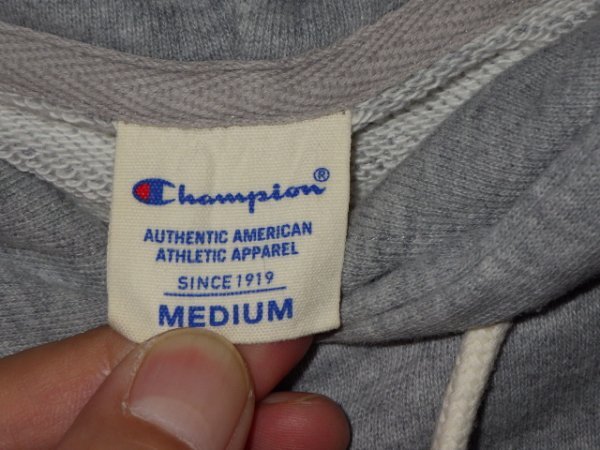 Champion®
AUTHENTIC AMERICAN
ATHLETIC APPAREL
SINCE 1919
MEDIUM